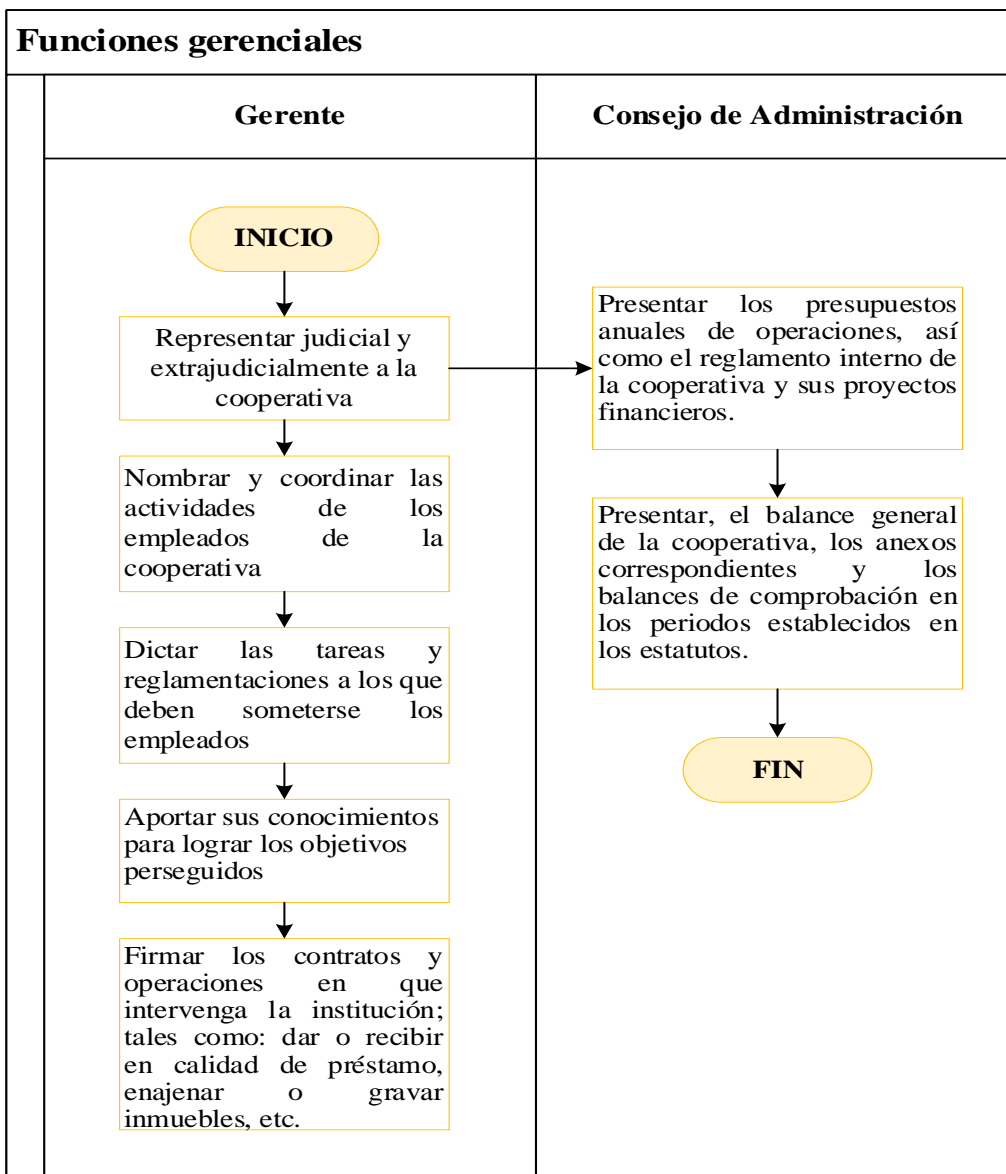 Funciones gerenciales
Gerente
Consejo de Administración
INICIO
Representar judicial y
extrajudicialmente a la
cooperativa
Nombrar y coordinar las
actividades de los
empleados de la
cooperativa
Dictar las tareas y
reglamentaciones a los que
deben someterse los
empleados
Aportar sus conocimientos
para lograr los objetivos
perseguidos
Firmar los contratos y
operaciones en que
intervenga la institución;
tales como: dar o recibir
en calidad de préstamo,
enajenar o gravar
inmuebles, etc.
Presentar los presupuestos
anuales de operaciones, así
como el reglamento interno de
la cooperativa y sus proyectos
financieros.
Presentar, el balance general
de la cooperativa, los anexos
correspondientes y los
balances de comprobación en
los periodos establecidos en
los estatutos.
FIN